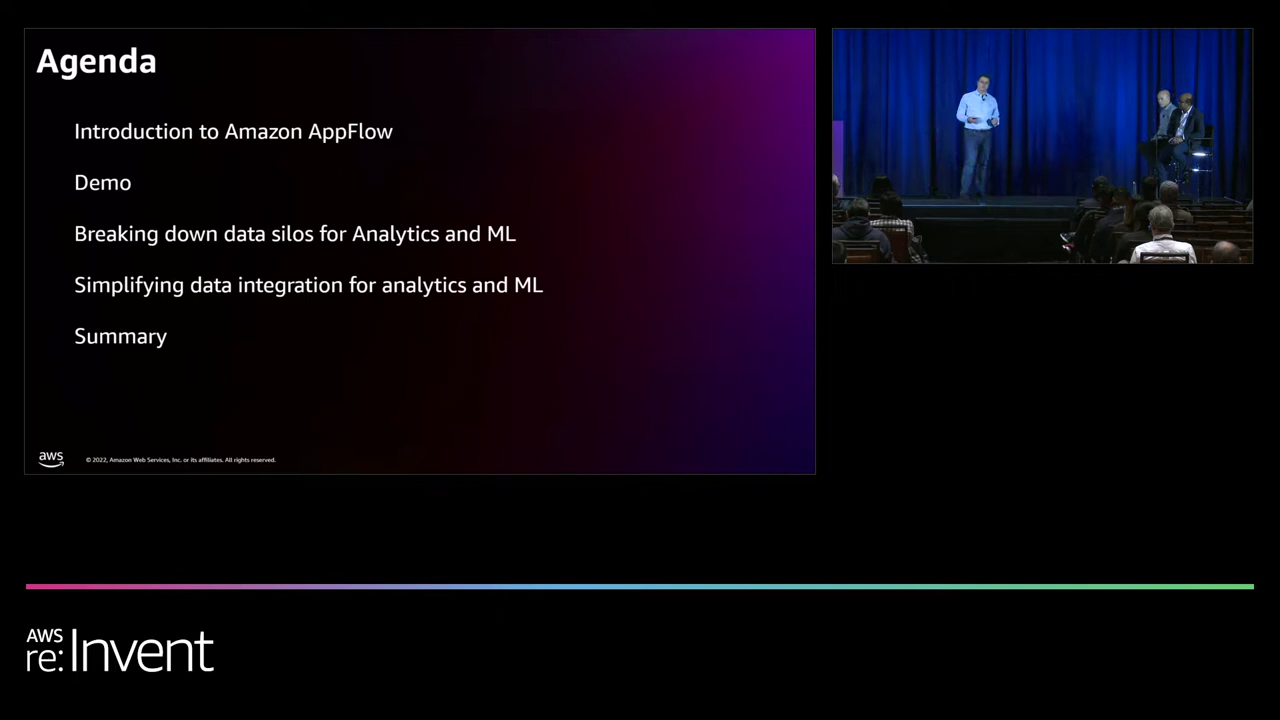 Agenda
Introduction to Amazon AppFlow
Demo
Breaking down data silos for Analytics and ML
Simplifying data integration for analytics and ML
Summary
aws
© 2022, Amazon Web Services, Inc. or its affiliates. All rights reserved.
AWS
re:Invent